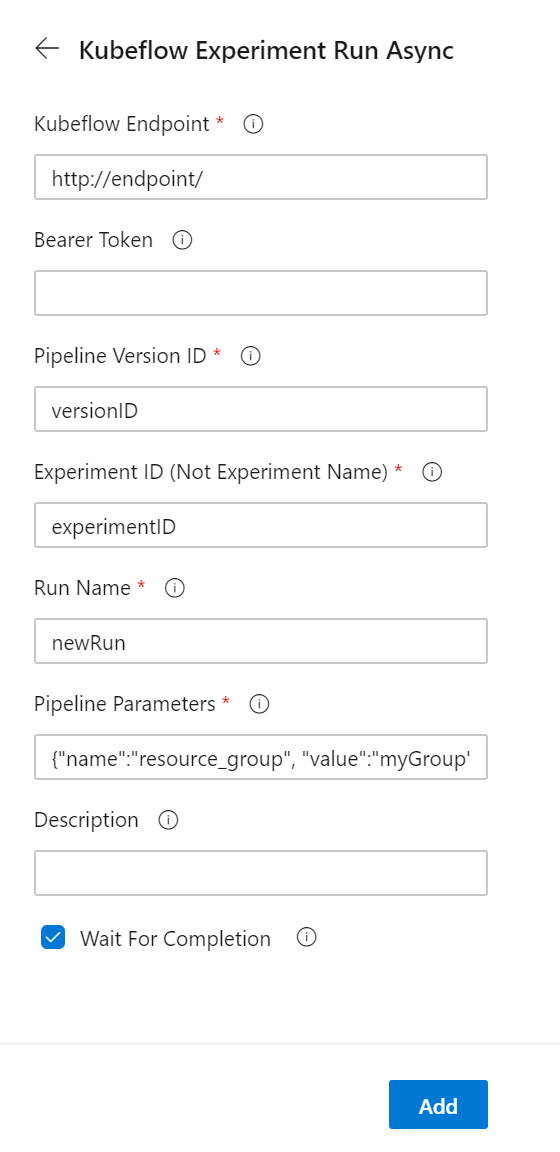 Kubeflow Experiment Run Async
Kubeflow Endpoint *
http://endpoint/
Bearer Token
Pipeline Version ID *
versionID
Experiment ID (Not Experiment Name) *
experimentID
Run Name *
newRun
Pipeline Parameters *
{"name":"resource_group", "value":"myGroup'
Description
Wait For Completion
Add